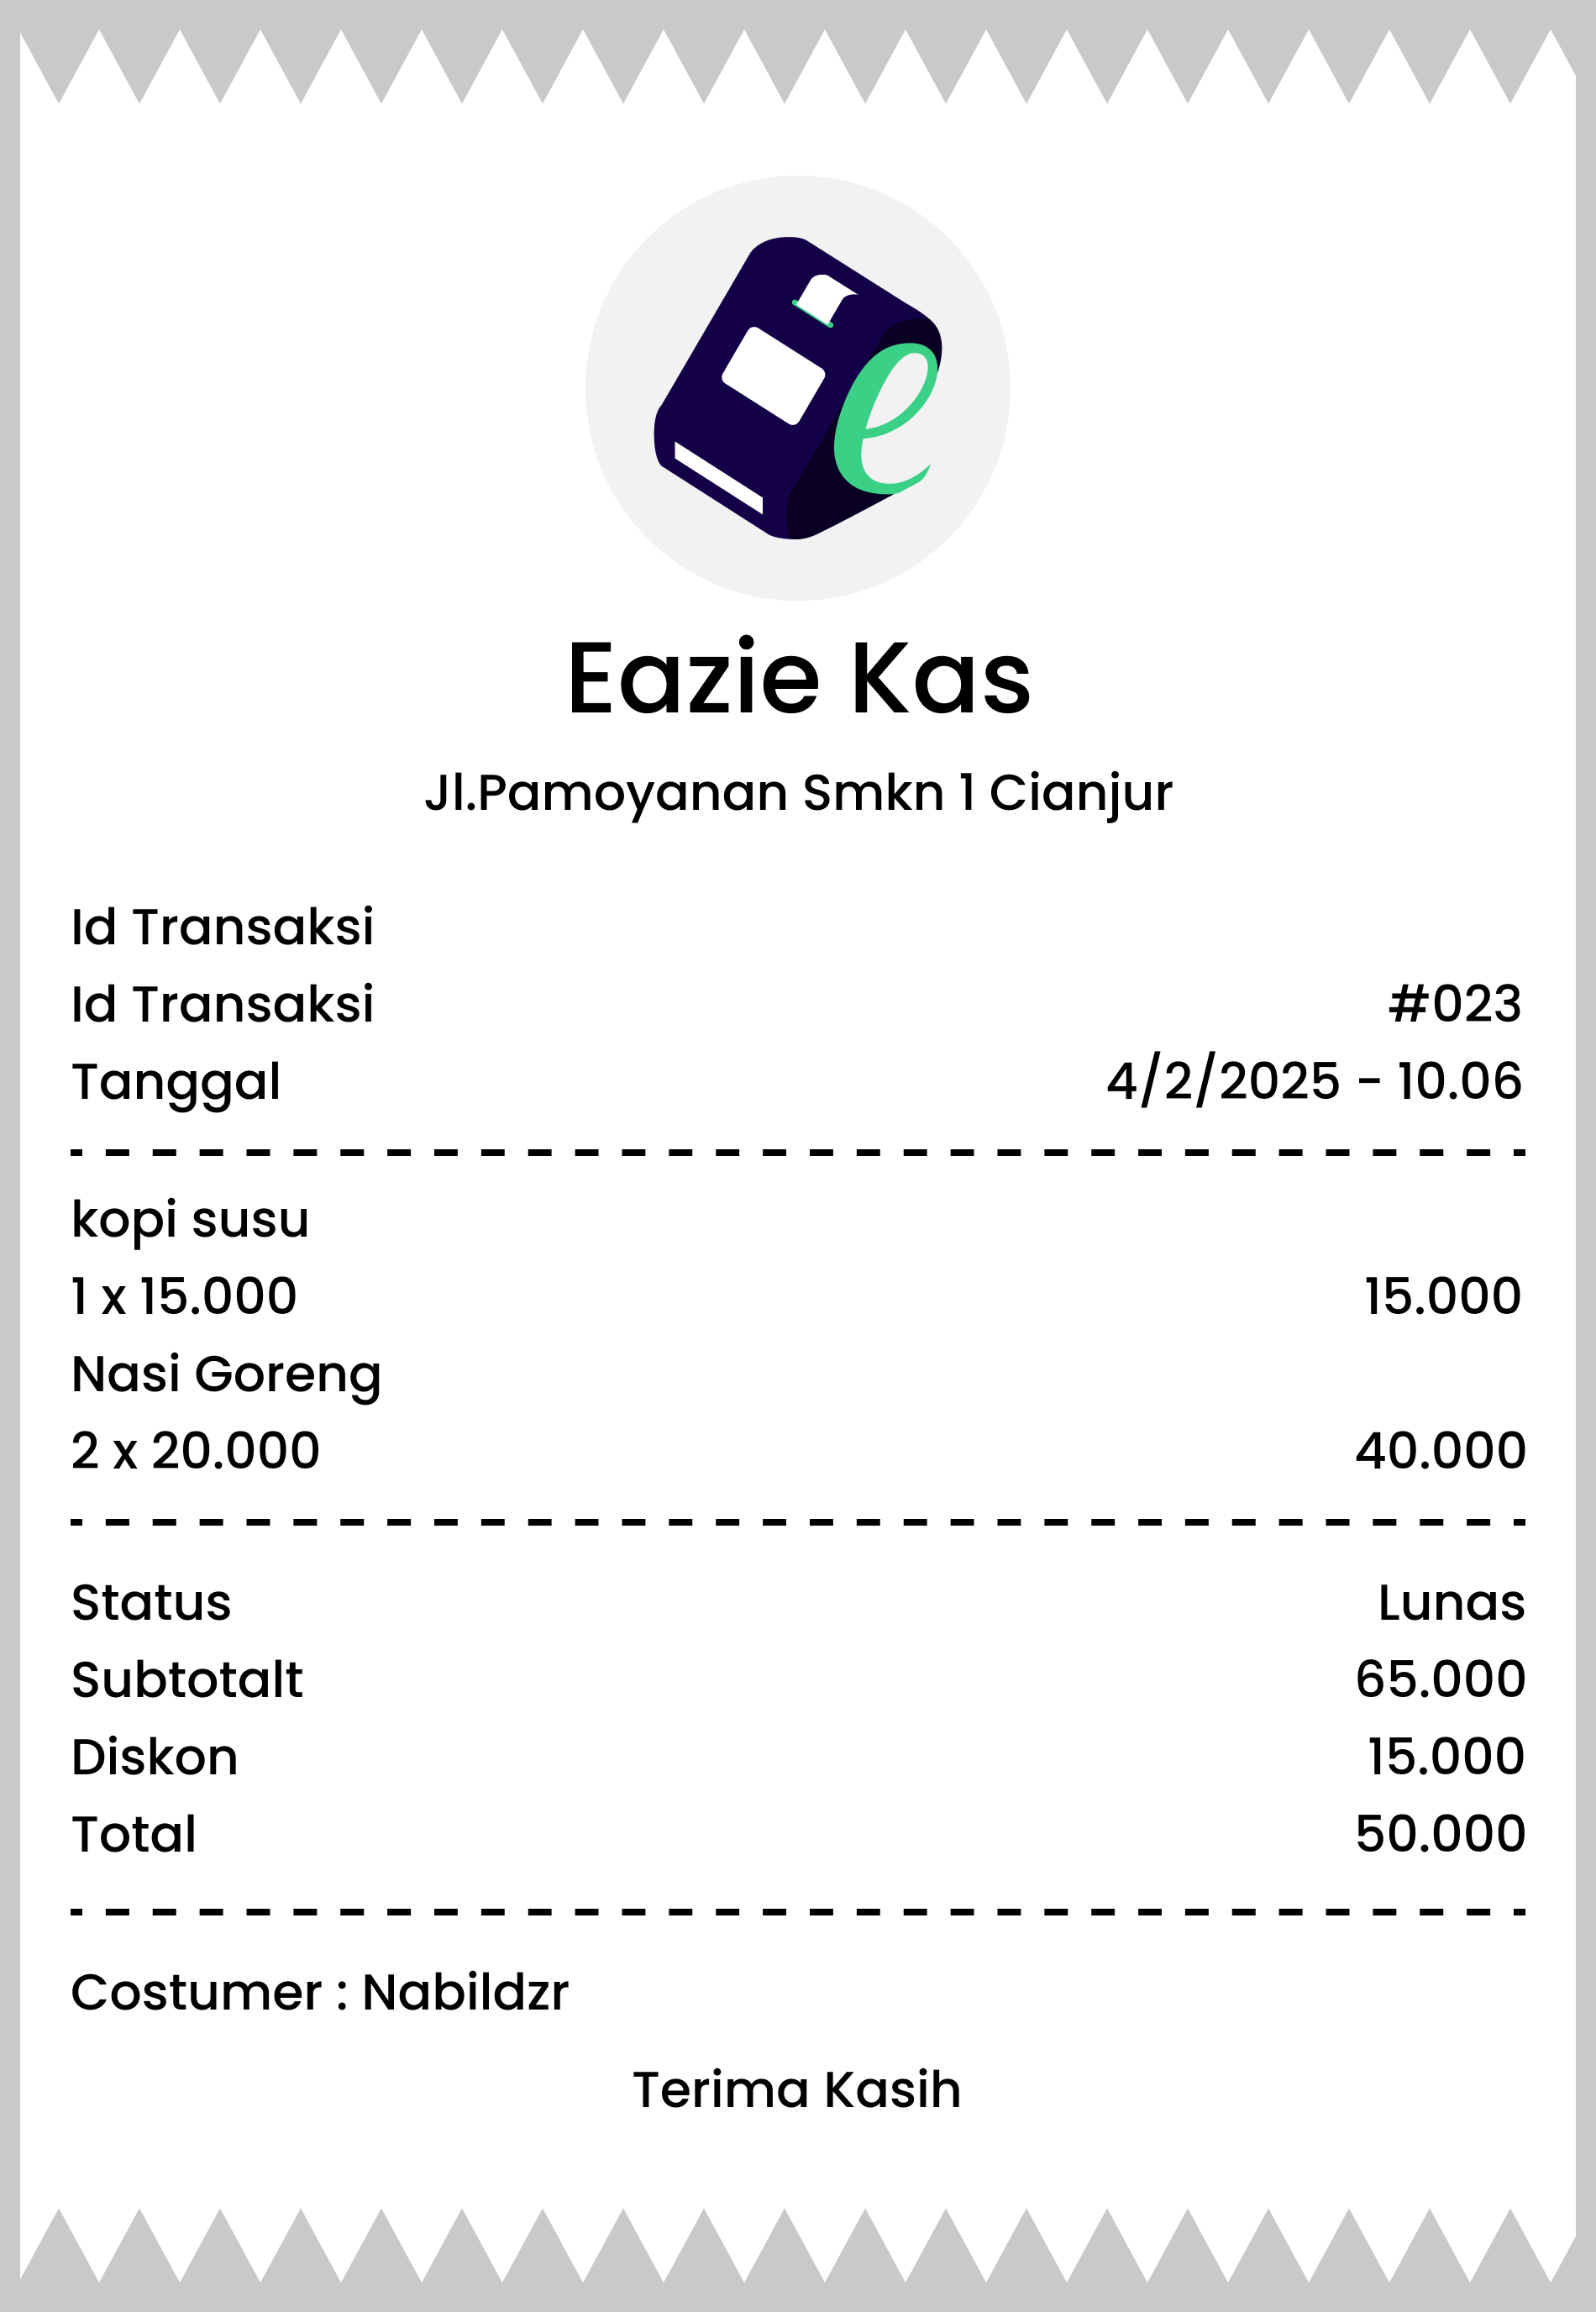 e
Eazie Kas
Jl.Pamoyanan Smkn 1 Cianjur
Id Transaksi
Id Transaksi #023
Tanggal 4/2/2025 - 10.06
kopi susu
1 x 15.000 15.000
Nasi Goreng
2 x 20.000 40.000
Status Lunas
Subtotalt 65.000
Diskon 15.000
Total 50.000
Costumer : Nabildzr
Terima Kasih